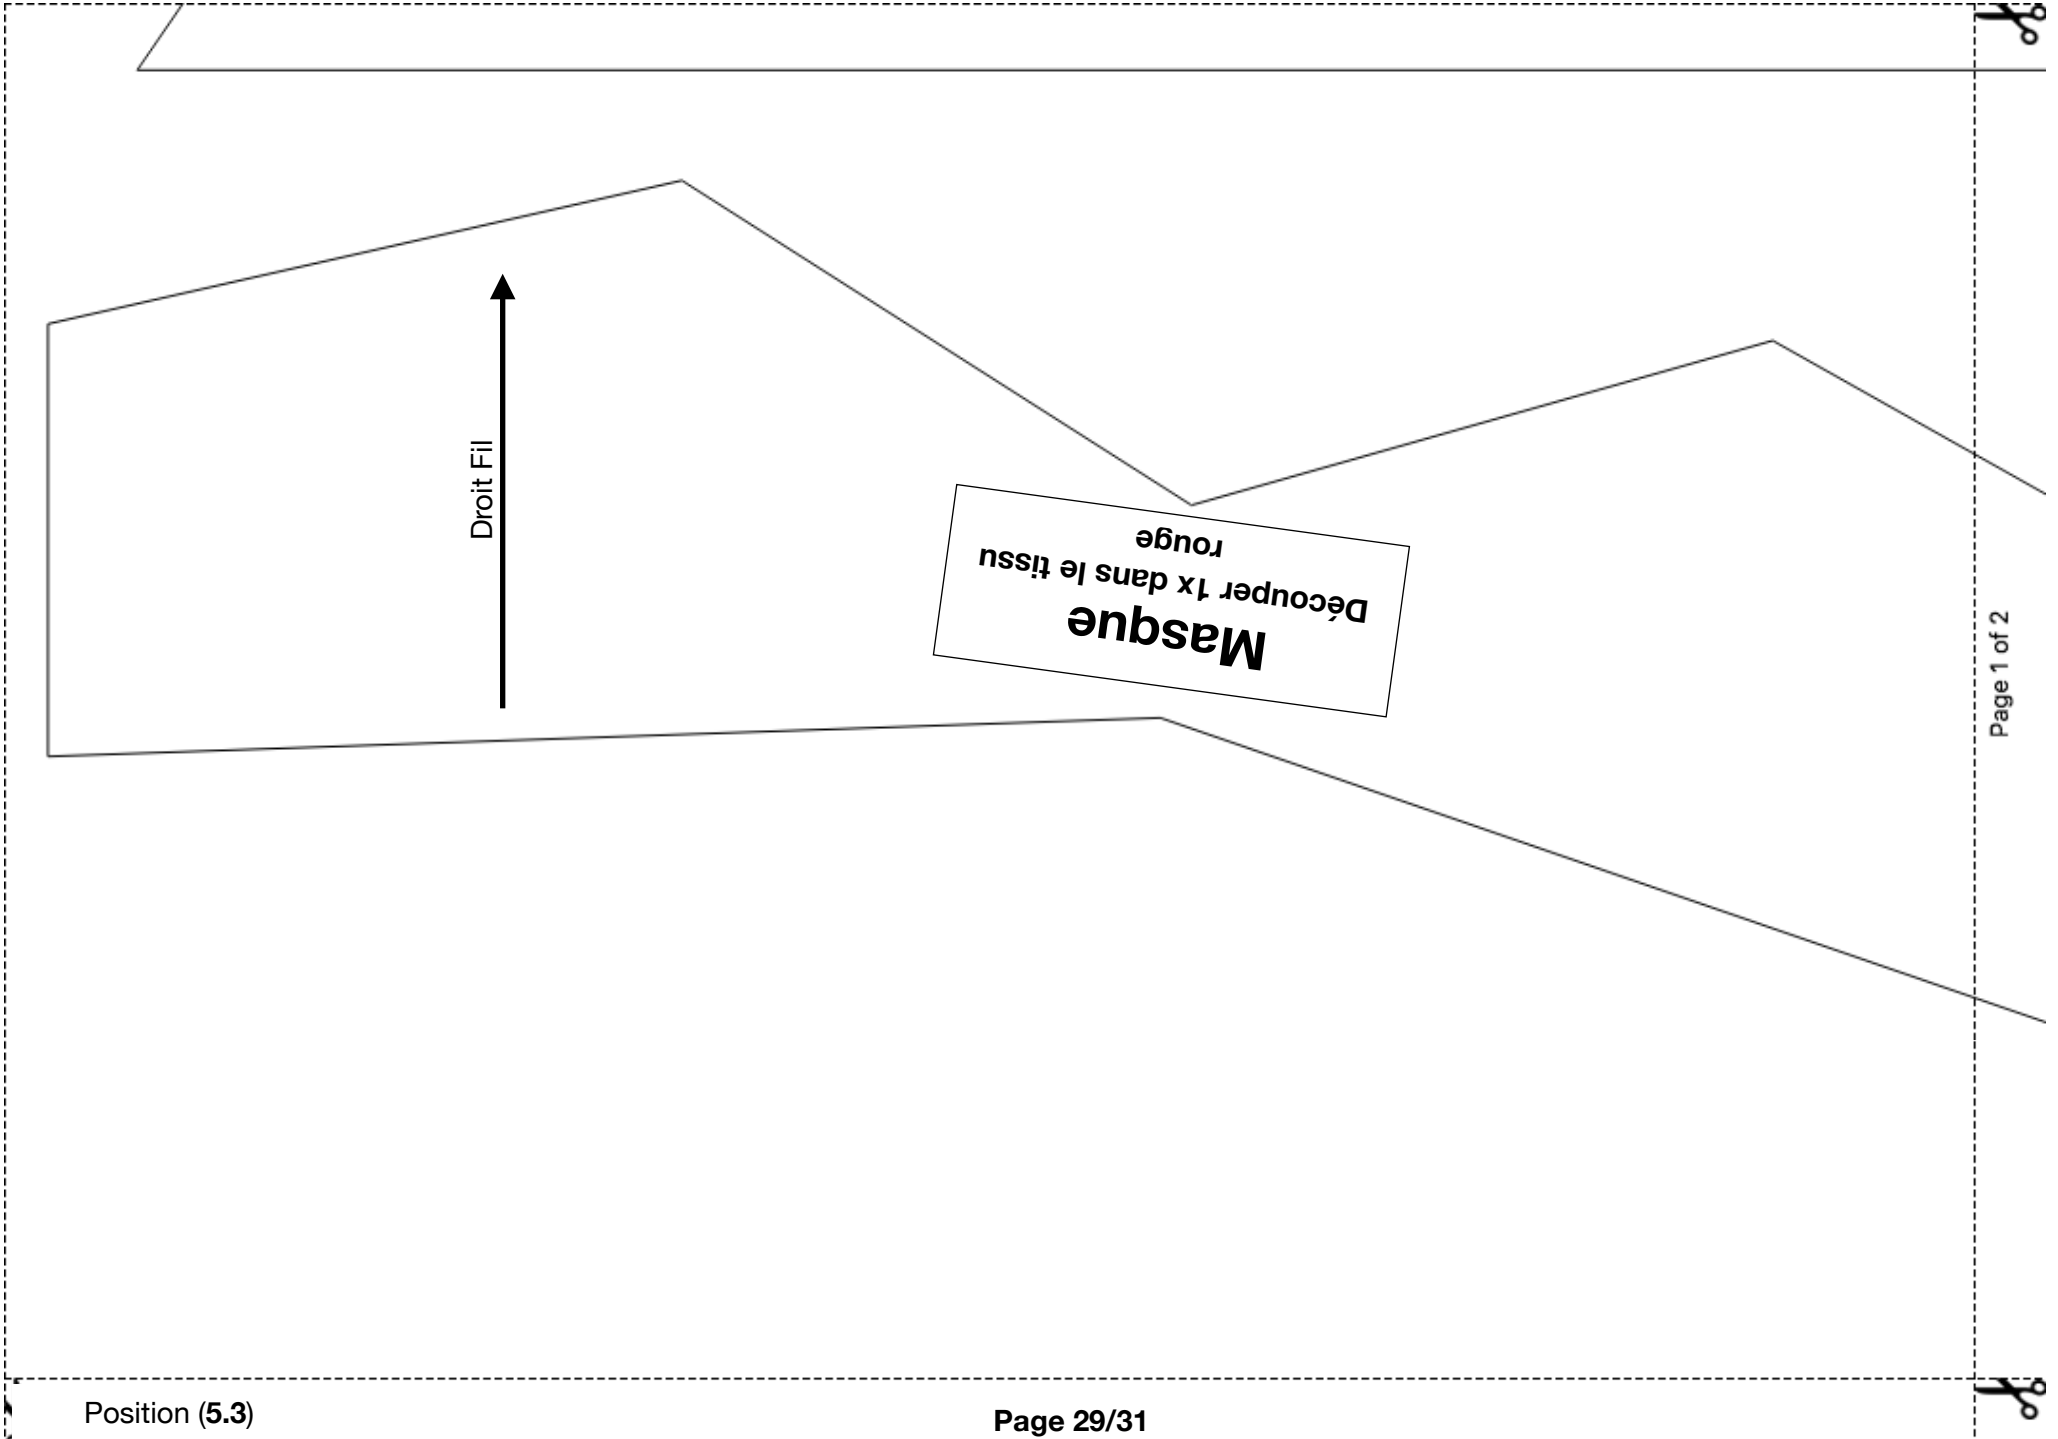 Droit Fil
Masque
Découper 1x dans le tissu
rouge
Page 1 of 2
Position (5.3)
Page 29/31